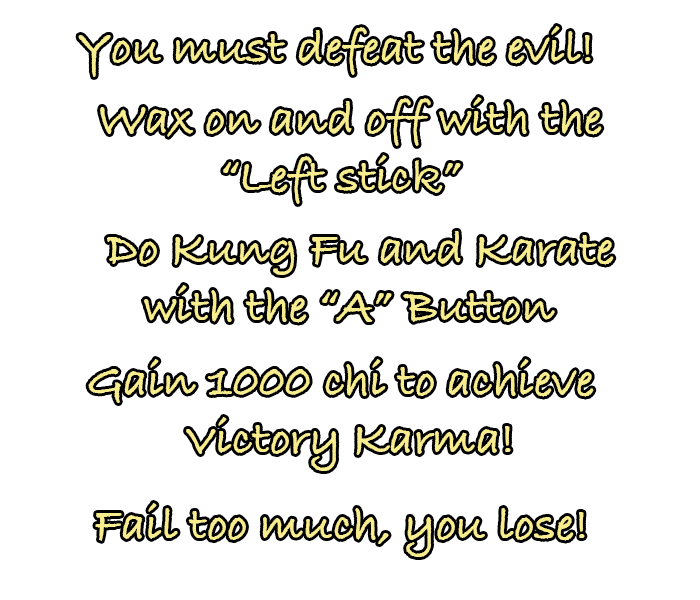 You must defeat the evil!
Wax on and off with the
“Left stick”
Do Kung Fu and Karate
with the “A” Button
Gain 1000 chi to achieve
Victory Karma!
Fail too much, you lose!